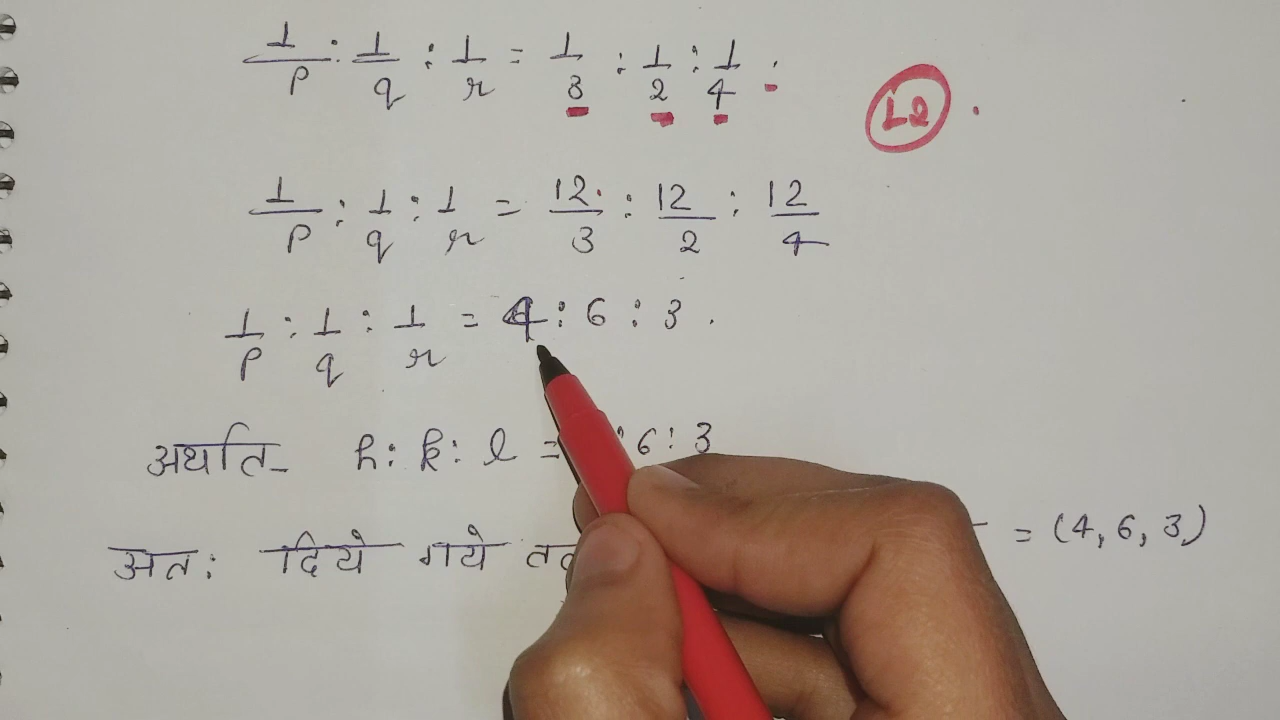 1/p : 1/q : 1/r = 1/3 : 1/2 : 1/4 .
12 .
1/p : 1/q : 1/r = 12/3 : 12/2 : 12/4
1/p : 1/q : 1/r = 4 : 6 : 3 .
अर्थात- h : k : l = : 6 : 3
अत: दिये गये = (4, 6, 3)